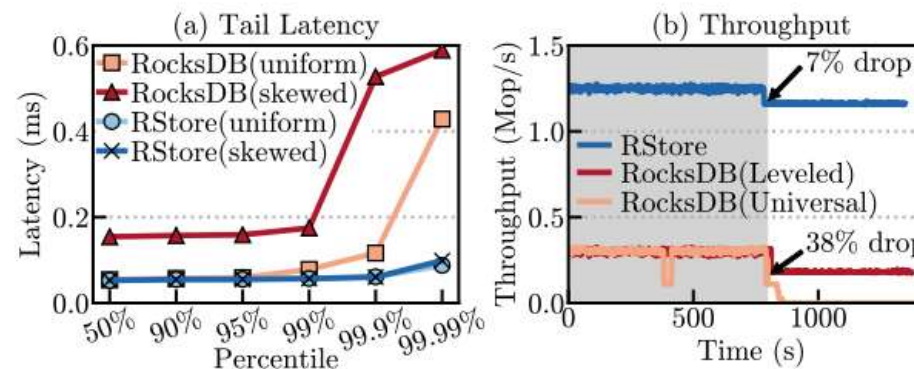 (a) Tail Latency
0.6
0.4
0.2
0.0
Latency (ms)
RocksDB(uniform)
RocksDB(skewed)
RStore(uniform)
RStore(skewed)
50%
90%
95%
99%
99.9%
99.99%
Percentile
(b) Throughput
1.5
1.0
0.5
0.0
Throughput (Mop/s)
7% drop
RStore
RocksDB(Leveled)
RocksDB(Universal)
38% drop
0
500
1000
Time (s)